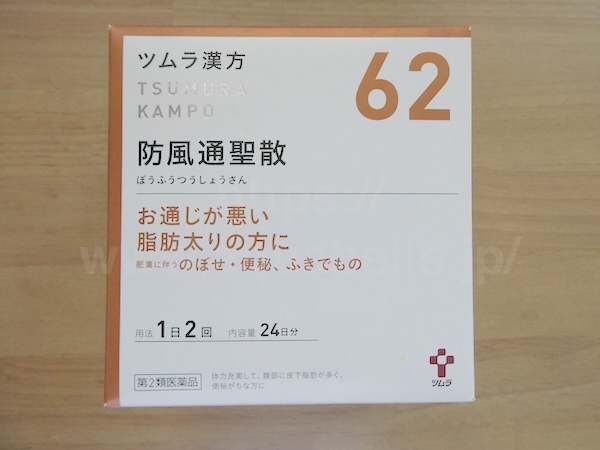 ツムラ漢方
62
TSUMURA
KAMPO
防風通聖散
ぼうふうつうしょうさん
お通じが悪い
脂肪太りの方に
肥満に伴うのぼせ・便秘、ふきでもの
用法 1日2回 内容量 24日分
第2類医薬品
体力充実して、腹部に皮下脂肪が多く、
便秘がちな方に
ツムラ